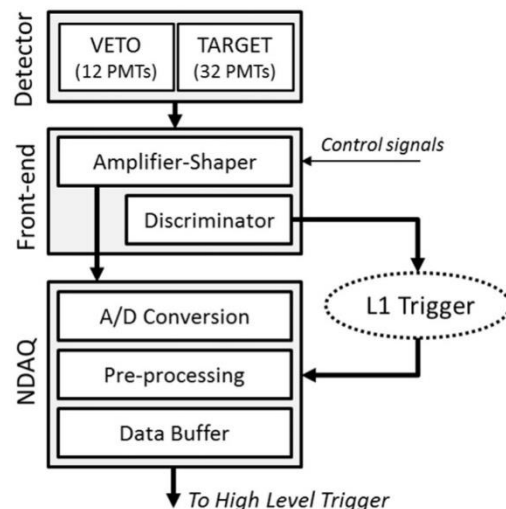 Detector
VETO
(12 PMTs)
TARGET
(32 PMTs)
Front-end
Amplifier-Shaper
Control signals
Discriminator
L1 Trigger
NDAQ
A/D Conversion
Pre-processing
Data Buffer
To High Level Trigger